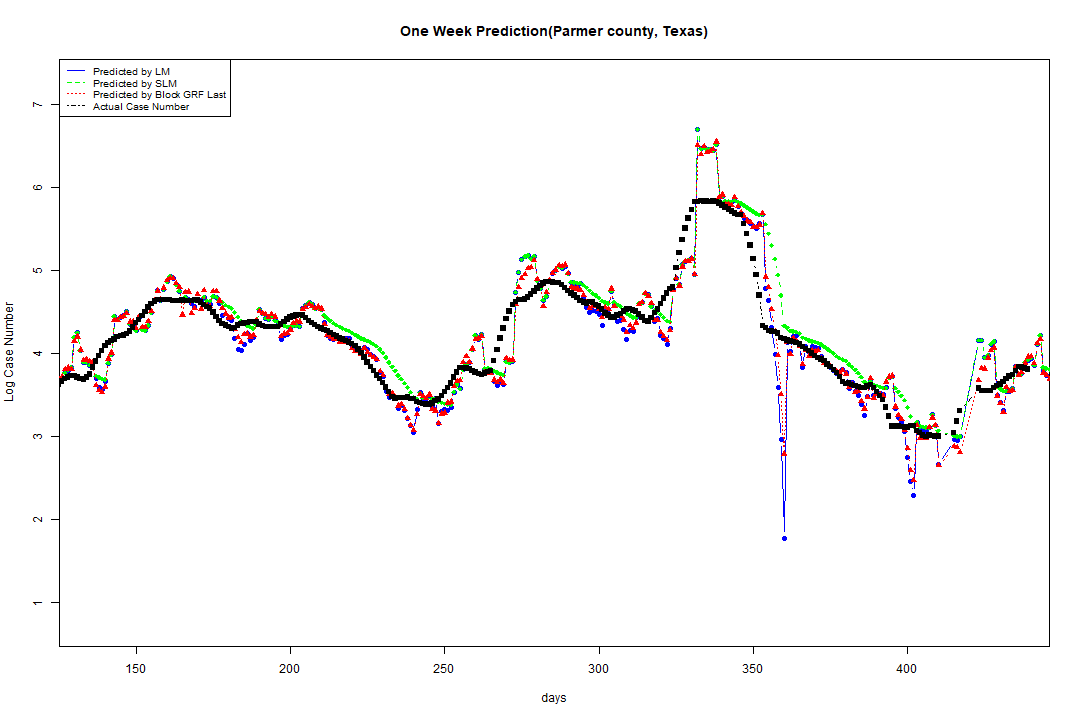 One Week Prediction(Parmer county, Texas)
Predicted by LM
Predicted by SLM
Predicted by Block GRF Last
Actual Case Number
7
6
5
4
3
2
1
Log Case Number
150 200 250 300 350 400
days